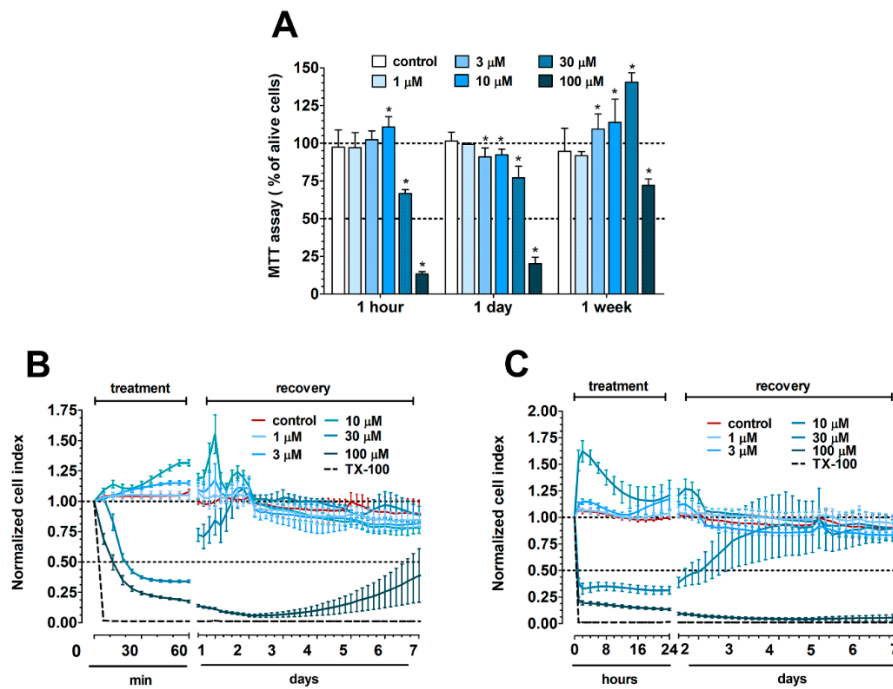 A
control 3 μM 30 μM
1 μM 10 μM 100 μM
MTT assay ( % of alive cells)
150
125
100
75
50
25
0
* * * * * * * * * * * *
1 hour 1 day 1 week
B
treatment recovery
Normalized cell index
1.75
1.50
1.25
1.00
0.75
0.50
0.25
0.00
control 10 μM
1 μM 30 μM
3 μM 100 μM
TX-100
0 30 60 1 2 3 4 5 6 7
min days
C
treatment recovery
Normalized cell index
2.00
1.75
1.50
1.25
1.00
0.75
0.50
0.25
0.00
control 10 μM
1 μM 30 μM
3 μM 100 μM
TX-100
0 8 16 24 2 3 4 5 6 7
hours days